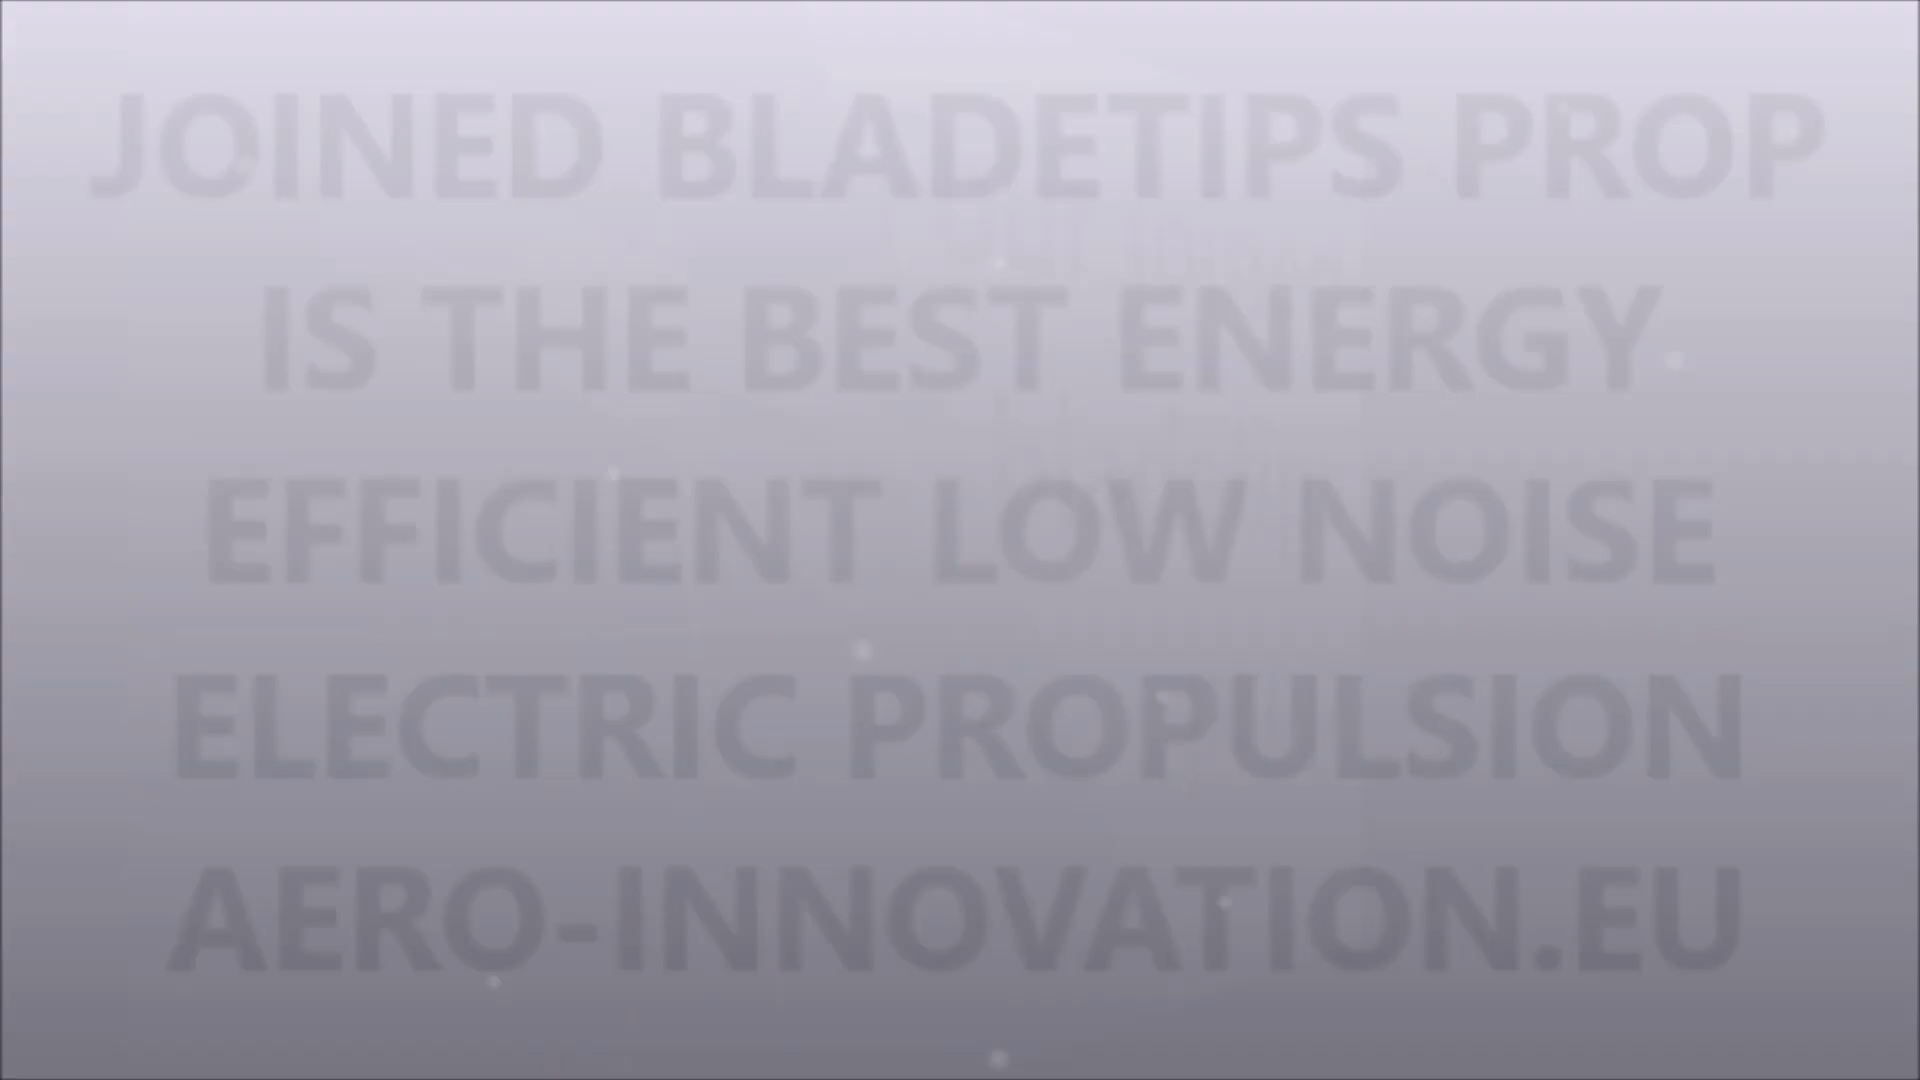 JOINED BLADETIPS PROP
IS THE BEST ENERGY
EFFICIENT LOW NOISE
ELECTRIC PROPULSION
AERO-INNOVATION.EU